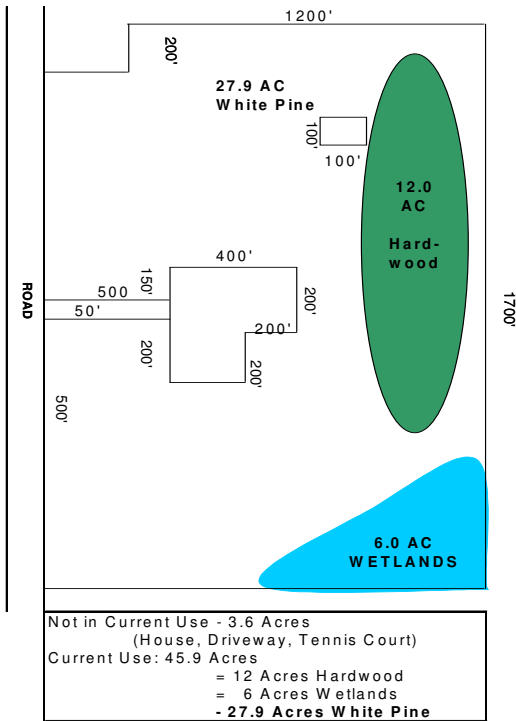 1200'
200'
27.9 AC
White Pine
100'
100'
12.0
AC
Hard-
wood
400'
150'
500
50'
200'
200'
200'
200'
ROAD
1700'
500'
6.0 AC
WETLANDS
Not in Current Use - 3.6 Acres
(House, Driveway, Tennis Court)
Current Use: 45.9 Acres
= 12 Acres Hardwood
= 6 Acres Wetlands
- 27.9 Acres White Pine